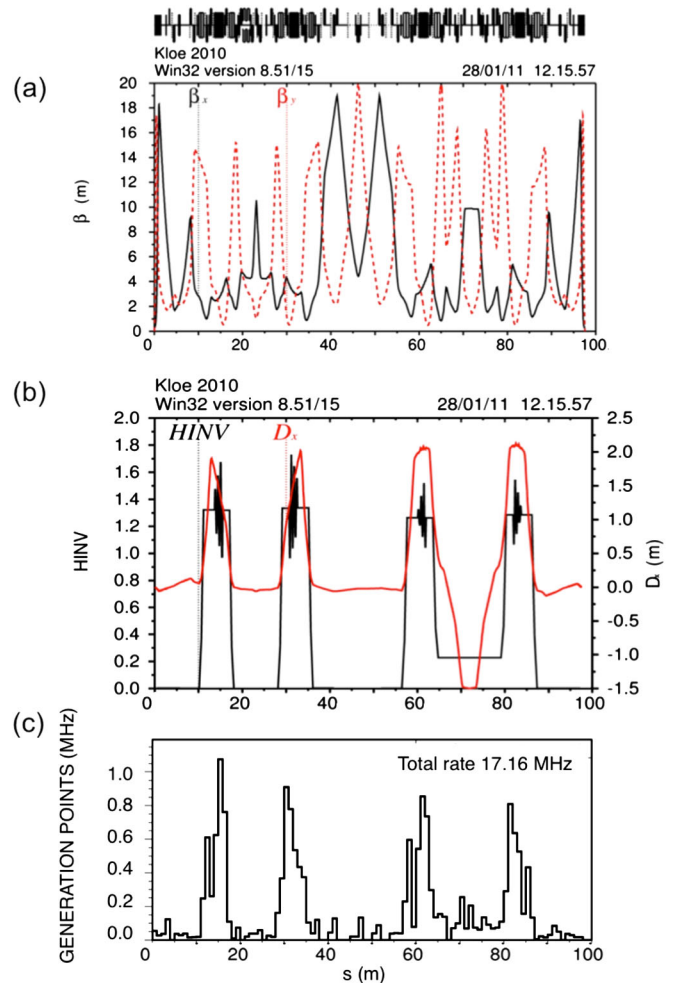 Kloe 2010
Win32 version 8.51/15 28/01/11 12.15.57
(a)
βx βy
20
18
16
14
12
10
8
6
4
2
0
β (m)
0 20 40 60 80 100
(b)
Kloe 2010
Win32 version 8.51/15 28/01/11 12.15.57
HINV Dx
2.0 2.5
1.8 2.0
1.6 1.5
1.4 1.0
1.2 0.5
1.0 0.0
0.8 -0.5
0.6 -1.0
0.4 -1.5
0.2
0.0
HINV
D (m)
0 20 40 60 80 100
(c)
Total rate 17.16 MHz
1.0
0.8
0.6
0.4
0.2
0.0
GENERATION POINTS (MHz)
0 20 40 60 80 100
s (m)